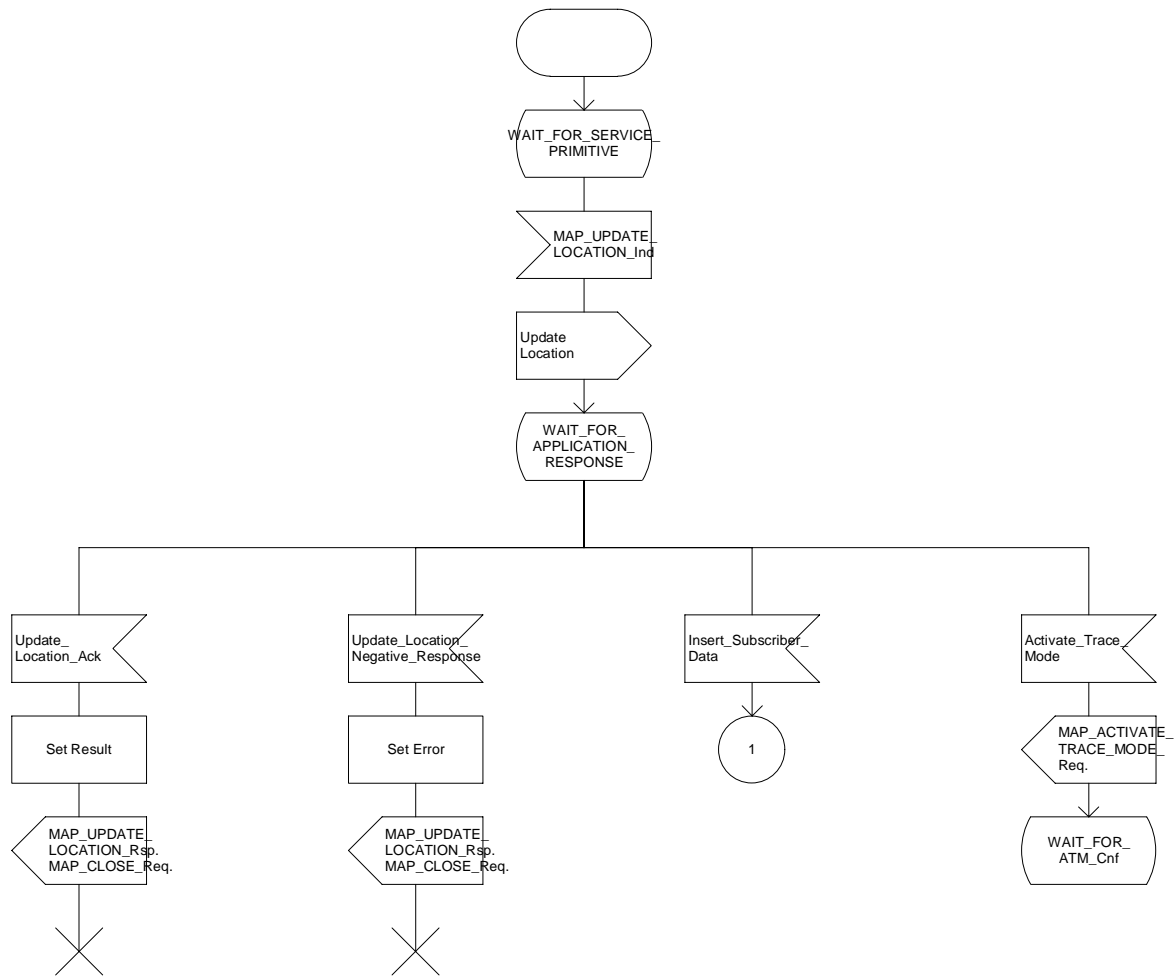 WAIT_FOR_SERVICE_
PRIMITIVE
MAP_UPDATE_
LOCATION_Ind
Update
Location
WAIT_FOR_
APPLICATION_
RESPONSE
Update_
Location_Ack
Update_Location_
Negative_Response
Insert_Subscriber_
Data
Activate_Trace_
Mode
Set Result
Set Error
1
MAP_ACTIVATE_
TRACE_MODE_
Req.
MAP_UPDATE_
LOCATION_Rsp.
MAP_CLOSE_Req.
MAP_UPDATE_
LOCATION_Rsp.
MAP_CLOSE_Req.
WAIT_FOR_
ATM_Cnf